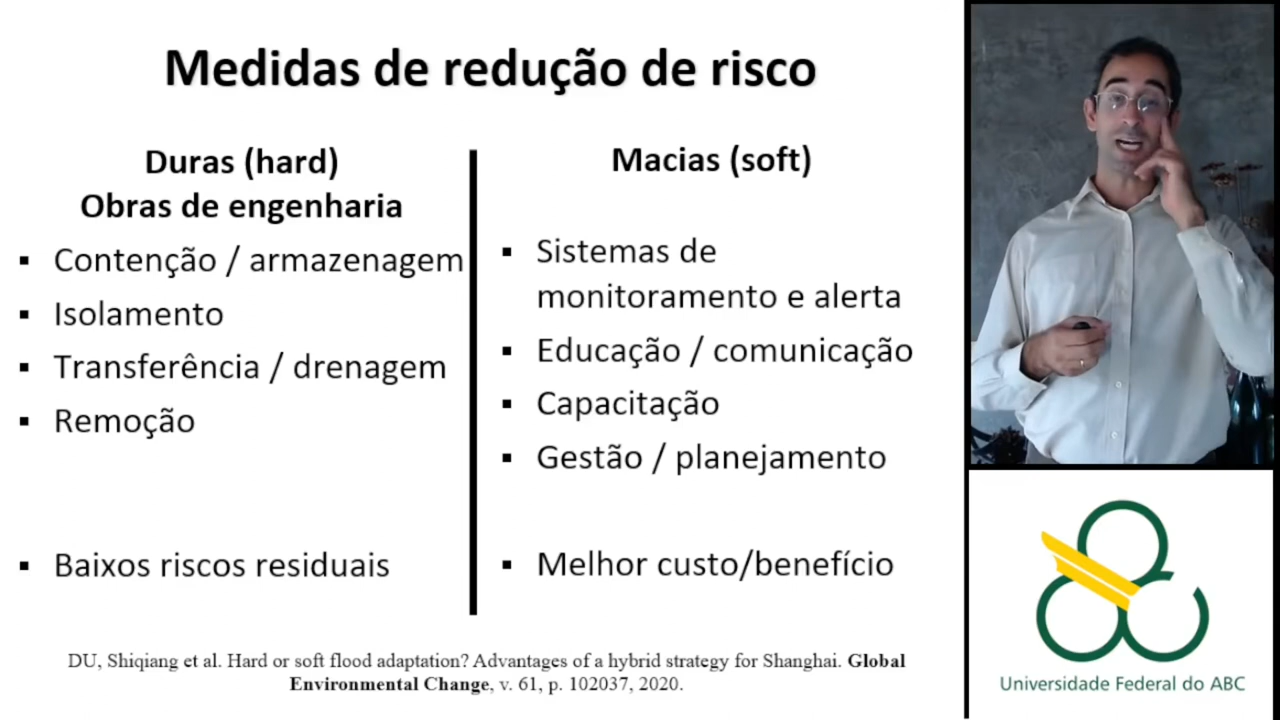 Medidas de redução de risco
Duras (hard)
Obras de engenharia
▪ Contenção / armazenagem
▪ Isolamento
▪ Transferência / drenagem
▪ Remoção
▪ Baixos riscos residuais
Macias (soft)
▪ Sistemas de
monitoramento e alerta
▪ Educação / comunicação
▪ Capacitação
▪ Gestão / planejamento
▪ Melhor custo/benefício
DU, Shiqiang et al. Hard or soft flood adaptation? Advantages of a hybrid strategy for Shanghai. Global
Environmental Change, v. 61, p. 102037, 2020.
Universidade Federal do ABC